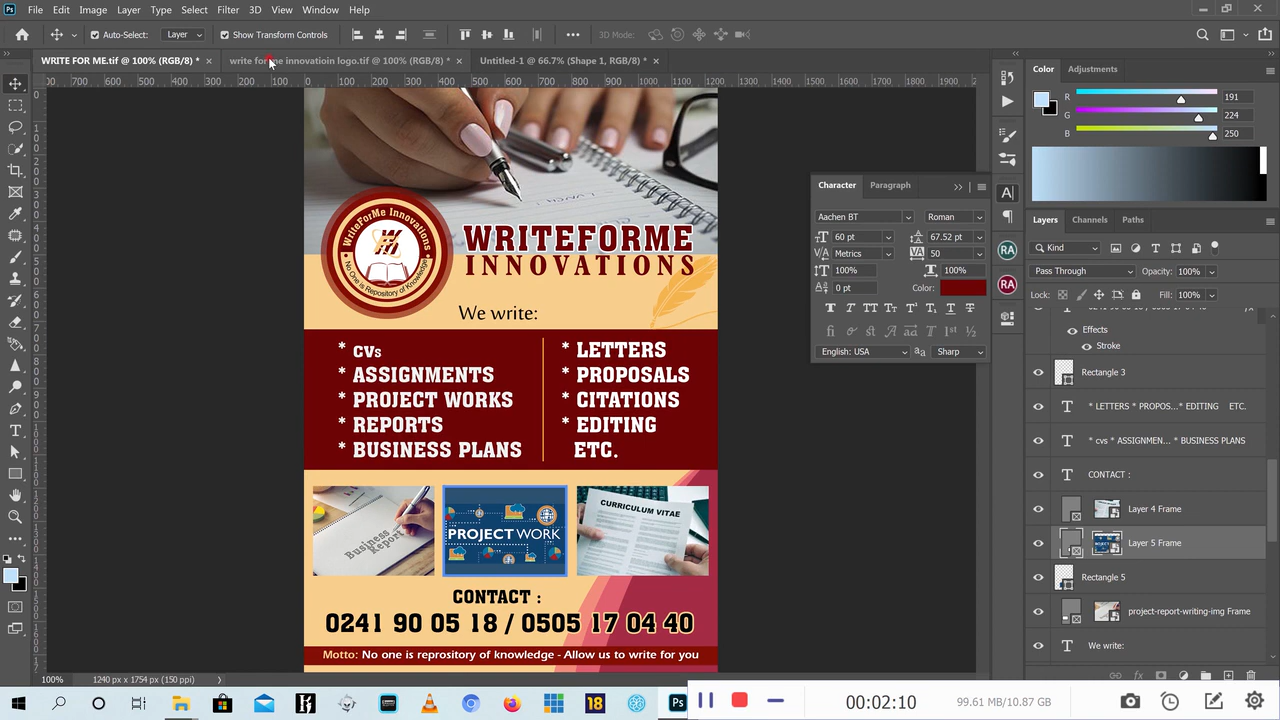 Ps File Edit Image Layer Type Select Filter 3D View Window Help
Auto-Select: Layer Show Transform Controls 3D Mode:
WRITE FOR ME.tif @ 100% (RGB/8) * × write for me innovatioin logo.tif @ 100% (RGB/8) * × Untitled-1 @ 66.7% (Shape 1, RGB/8) * ×
WriteForMe Innovations
No One is Repository of Knowledge
WRITEFORME
INNOVATIONS
We write:
* CVs
* ASSIGNMENTS
* PROJECT WORKS
* REPORTS
* BUSINESS PLANS
* LETTERS
* PROPOSALS
* CITATIONS
* EDITING
ETC.
Business
Report
PROJECT WORK
CURRICULUM VITAE
CONTACT :
0241 90 05 18 / 0505 17 04 40
Motto: No one is reprository of knowledge - Allow us to write for you
Character Paragraph
Aachen BT Roman
60 pt 67.52 pt
Metrics 50
100% 100%
0 pt Color:
English: USA Sharp
Color Adjustments
R 191
G 224
B 250
Layers Channels Paths
Kind
Pass Through Opacity: 100%
Lock: Fill: 100%
Effects
Stroke
Rectangle 3
* LETTERS * PROPOS...* EDITING ETC.
* cvs * ASSIGNMEN... * BUSINESS PLANS
CONTACT :
Layer 4 Frame
Layer 5 Frame
Rectangle 5
project-report-writing-img Frame
We write:
100% 1240 px x 1754 px (150 ppi)
18
Ps
00:02:10
99.61 MB/10.87 GB